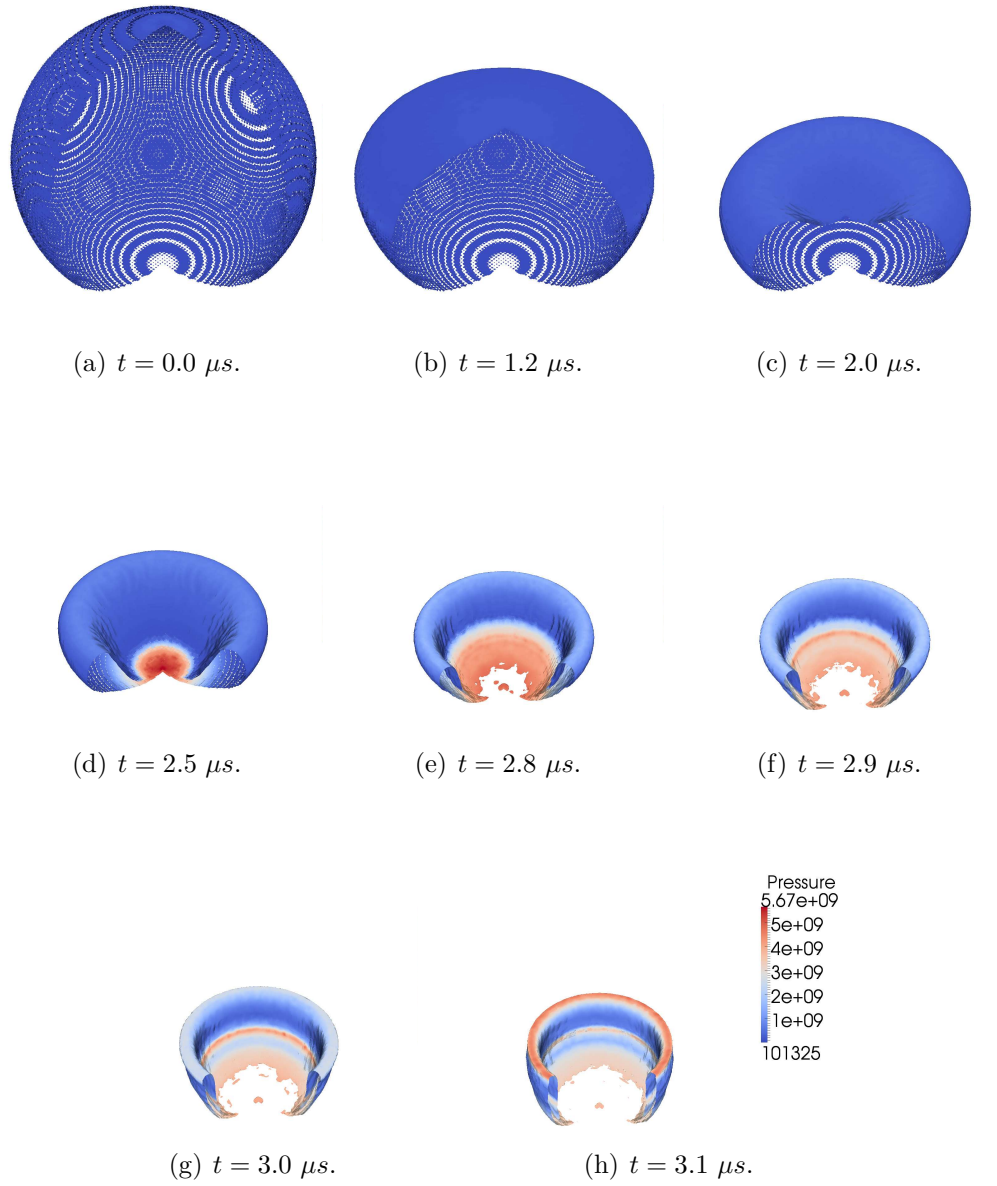 (a) t = 0.0 μs.
(b) t = 1.2 μs.
(c) t = 2.0 μs.
(d) t = 2.5 μs.
(e) t = 2.8 μs.
(f) t = 2.9 μs.
Pressure
5.67e+09
5e+09
4e+09
3e+09
2e+09
1e+09
101325
(g) t = 3.0 μs.
(h) t = 3.1 μs.